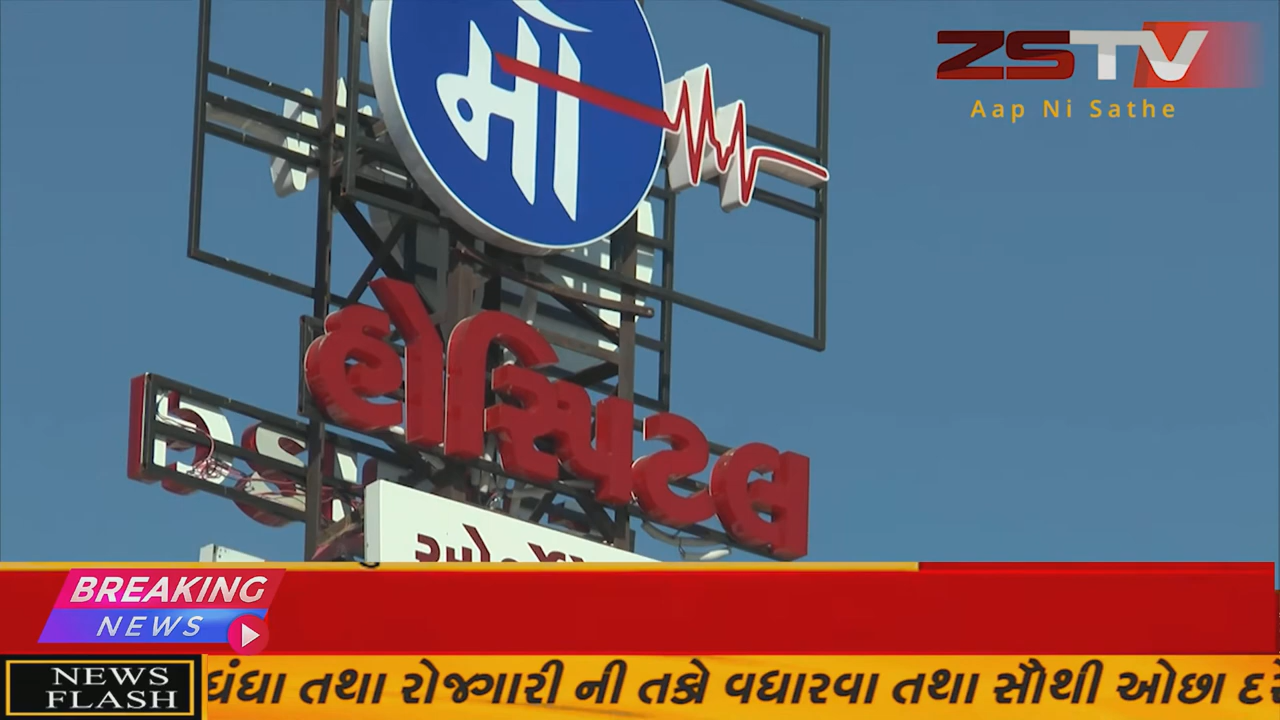 ZSTV
Aap Ni Sathe
માઁ
હોસ્પિટલ
BREAKING
NEWS
NEWS
FLASH
ધંધા તથા રોજગારી ની તકો વધારવા તથા સૌથી ઓછા